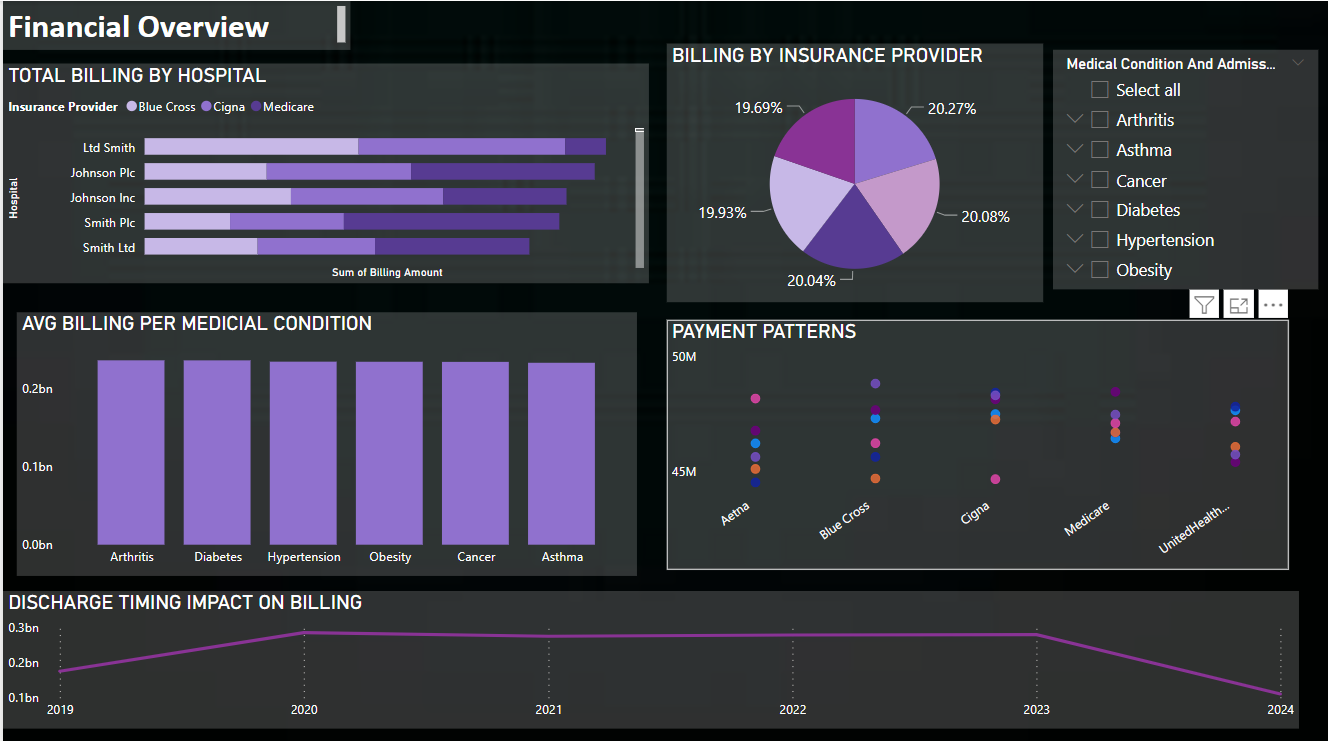 Financial Overview
TOTAL BILLING BY HOSPITAL
Insurance Provider Blue Cross Cigna Medicare
Hospital
Ltd Smith
Johnson Plc
Johnson Inc
Smith Plc
Smith Ltd
Sum of Billing Amount
BILLING BY INSURANCE PROVIDER
19.69%
20.27%
19.93%
20.08%
20.04%
Medical Condition And Admiss...
Select all
Arthritis
Asthma
Cancer
Diabetes
Hypertension
Obesity
AVG BILLING PER MEDICIAL CONDITION
0.2bn
0.1bn
0.0bn
Arthritis Diabetes Hypertension Obesity Cancer Asthma
PAYMENT PATTERNS
50M
45M
Aetna Blue Cross Cigna Medicare UnitedHealth...
DISCHARGE TIMING IMPACT ON BILLING
0.3bn
0.2bn
0.1bn
2019 2020 2021 2022 2023 2024